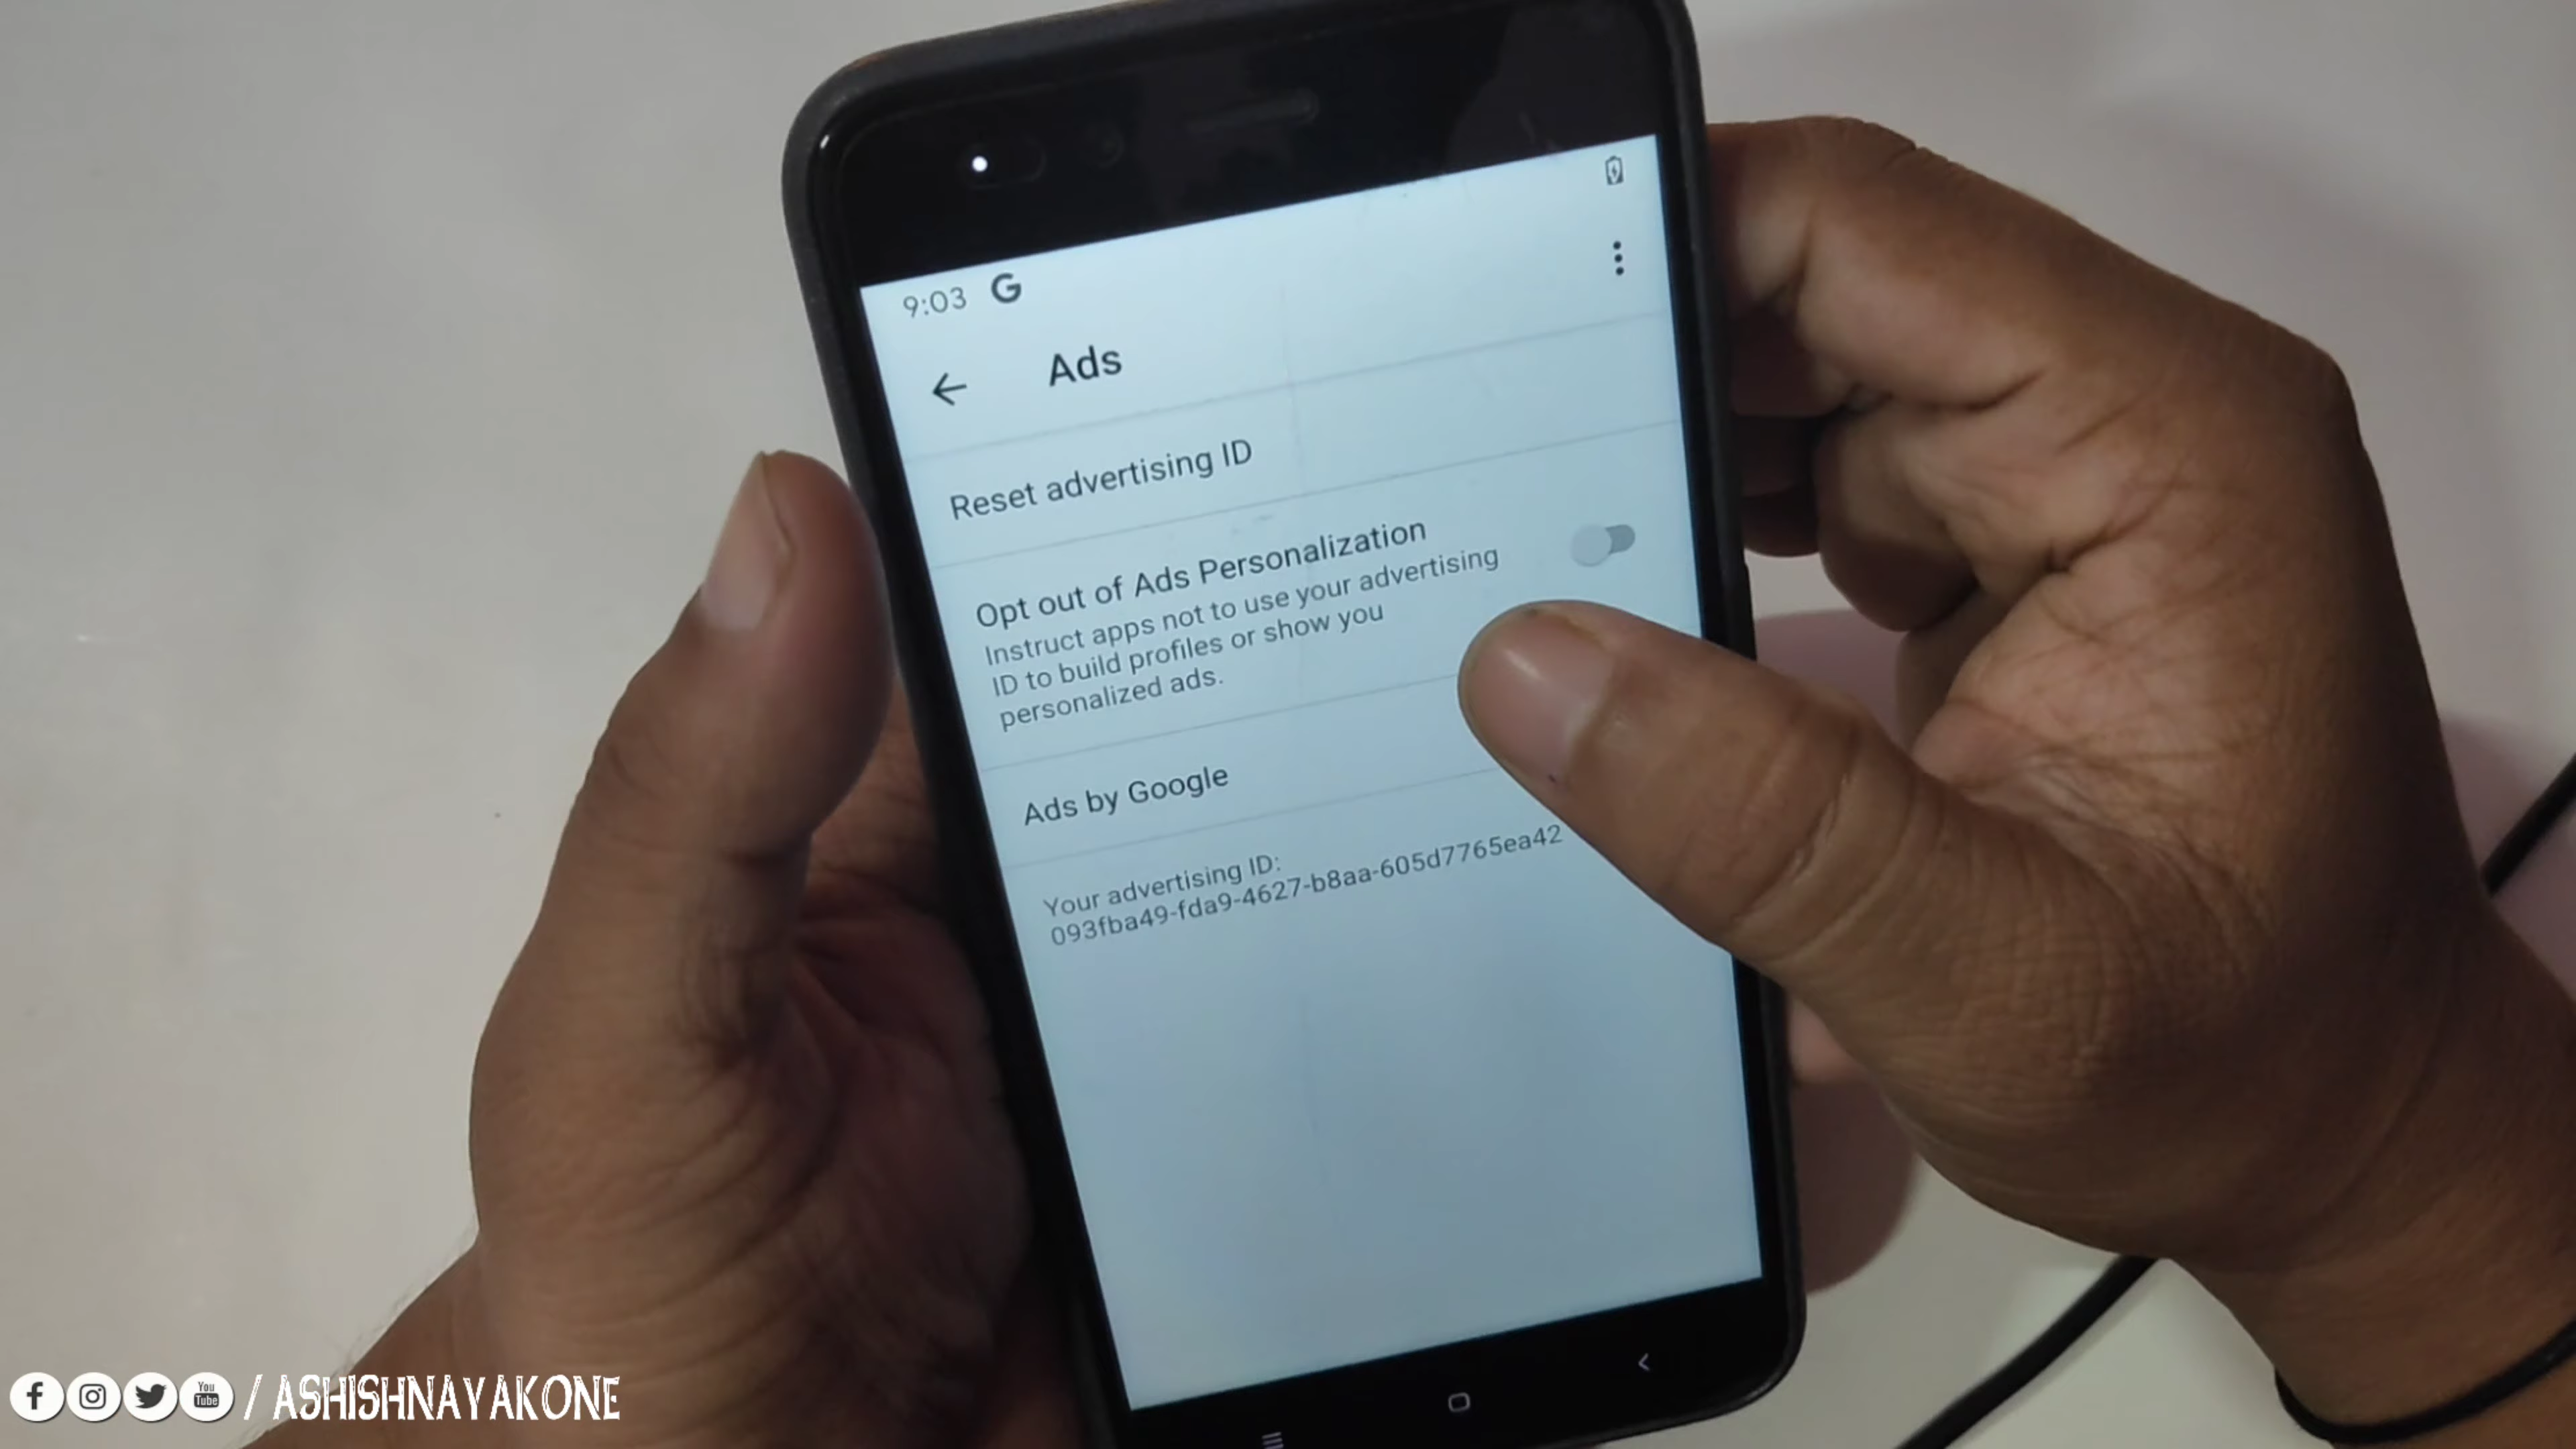 9:03 G
Ads
Reset advertising ID
Opt out of Ads Personalization
Instruct apps not to use your advertising
ID to build profiles or show you
personalized ads.
Ads by Google
Your advertising ID:
093fba49-fda9-4627-b8aa-605d7765ea42
You
Tube
/ ASHISHNAYAKONE